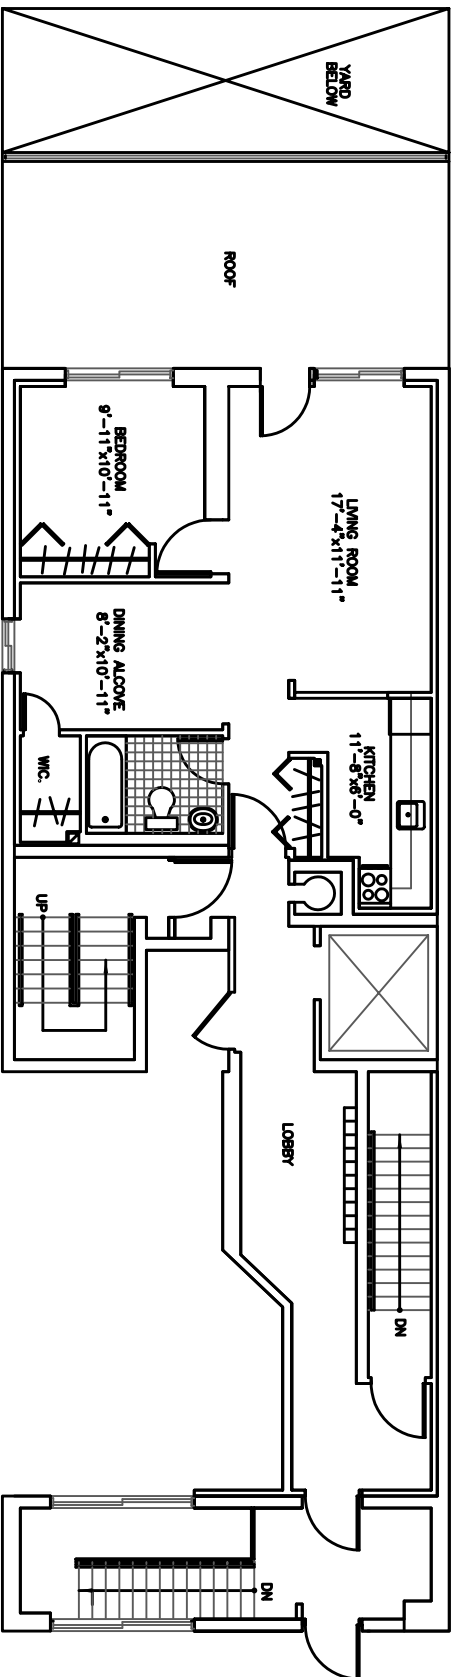 YARD
BELOW
ROOF
LIVING ROOM
17'-4"x11'-11"
BEDROOM
9'-11"x10'-11"
DINING ALCOVE
8'-2"x10'-11"
KITCHEN
11'-8"x6'-0"
WIC.
UP
LOBBY
DN
DN